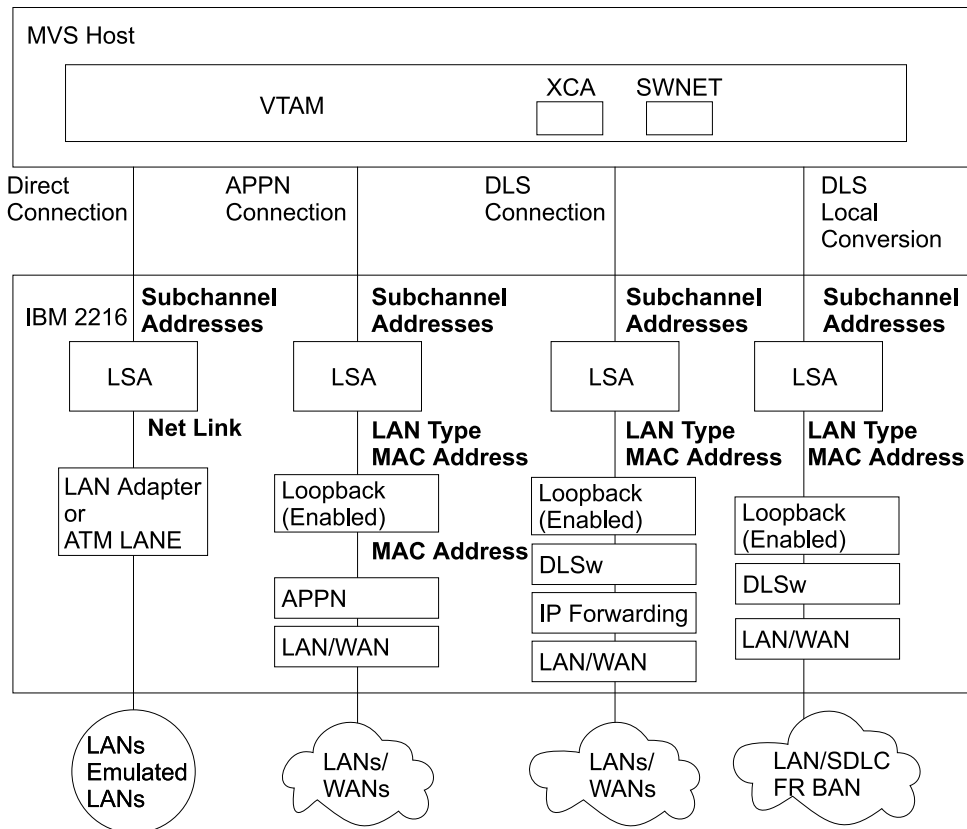 MVS Host
VTAM
XCA
SWNET
Direct
Connection
APPN
Connection
DLS
Connection
DLS
Local
Conversion
IBM 2216
Subchannel
Addresses
Subchannel
Addresses
Subchannel
Addresses
Subchannel
Addresses
LSA
LSA
LSA
LSA
Net Link
LAN Type
MAC Address
LAN Type
MAC Address
LAN Type
MAC Address
LAN Adapter
or
ATM LANE
Loopback
(Enabled)
MAC Address
APPN
LAN/WAN
Loopback
(Enabled)
DLSw
IP Forwarding
LAN/WAN
Loopback
(Enabled)
DLSw
LAN/WAN
LANs
Emulated
LANs
LANs/
WANs
LANs/
WANs
LAN/SDLC
FR BAN